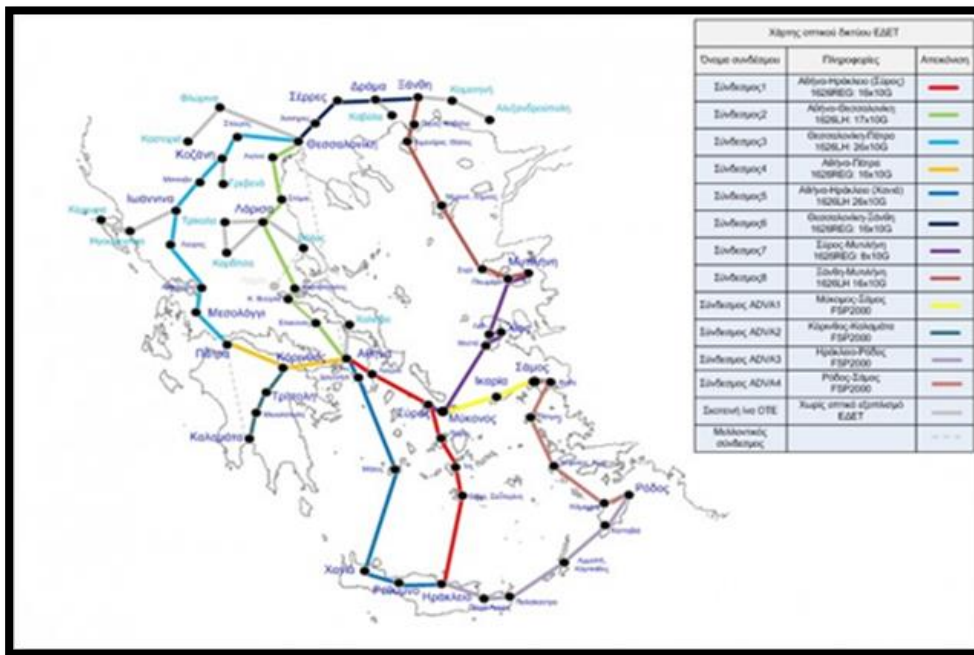 Χάρτης οπτικού δικτύου ΕΔΕΤ
Όνομα συνδέσμου Πληροφορίες Απεικόνιση
Σύνδεσμος1 Αθήνα-Ηράκλειο (Σύρος)
1626REG: 16x10G
Σύνδεσμος2 Αθήνα-Θεσσαλονίκη
1626LH: 17x10G
Σύνδεσμος3 Θεσσαλονίκη-Πάτρα
1626LH: 26x10G
Σύνδεσμος4 Αθήνα-Πάτρα
1626REG: 16x10G
Σύνδεσμος5 Αθήνα-Ηράκλειο (Χανιά)
1626LH 26x10G
Σύνδεσμος6 Θεσσαλονίκη-Ξάνθη
1626REG: 16x10G
Σύνδεσμος7 Σύρος-Μυτιλήνη
1626REG: 8x10G
Σύνδεσμος8 Ξάνθη-Μυτιλήνη
1626LH 16x10G
Σύνδεσμος ADVA1 Μύκονος-Σάμος
FSP2000
Σύνδεσμος ADVA2 Κόρινθος-Καλαμάτα
FSP2000
Σύνδεσμος ADVA3 Ηράκλειο-Ρόδος
FSP2000
Σύνδεσμος ADVA4 Ρόδος-Σάμος
FSP2000
Σκοτεινή ίνα ΟΤΕ Χωρίς οπτικό εξοπλισμό
ΕΔΕΤ
Μελλοντικός
σύνδεσμος
Ξάνθη
Δράμα
Σέρρες
Κομοτηνή
Αλεξανδρούπολη
Καβάλα
Φλώρινα
Καστοριά
Θεσσαλονίκη
Κοζάνη
Γρεβενά
Ιωάννινα
Κέρκυρα
Ηγουμενίτσα
Λάρισα
Τρίκαλα
Καρδίτσα
Βόλος
Μυτιλήνη
Μεσολόγγι
Χαλκίδα
Χίος
Πάτρα
Κόρινθος
Αθήνα
Σάμος
Ικαρία
Τρίπολη
Σύρος
Μύκονος
Καλαμάτα
Ρόδος
Χανιά
Ρέθυμνο
Ηράκλειο